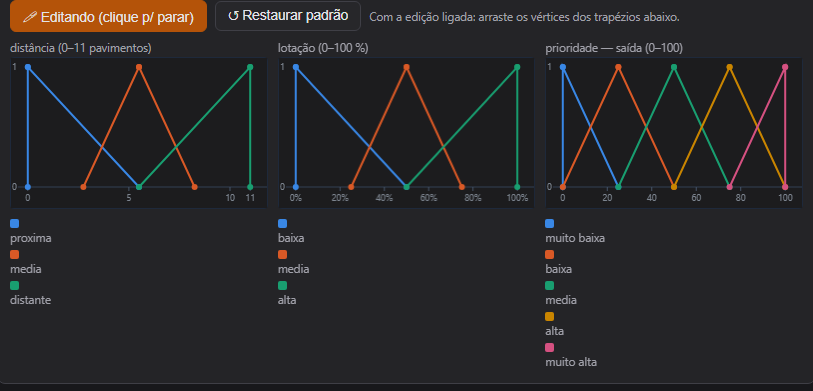 Editando (clique p/ parar)
↺ Restaurar padrão
Com a edição ligada: arraste os vértices dos trapézios abaixo.
distância (0–11 pavimentos)
1
0
0
5
10
11
proxima
media
distante
lotação (0–100 %)
1
0
0%
20%
40%
60%
80%
100%
baixa
media
alta
prioridade — saída (0–100)
1
0
0
20
40
60
80
100
muito baixa
baixa
media
alta
muito alta